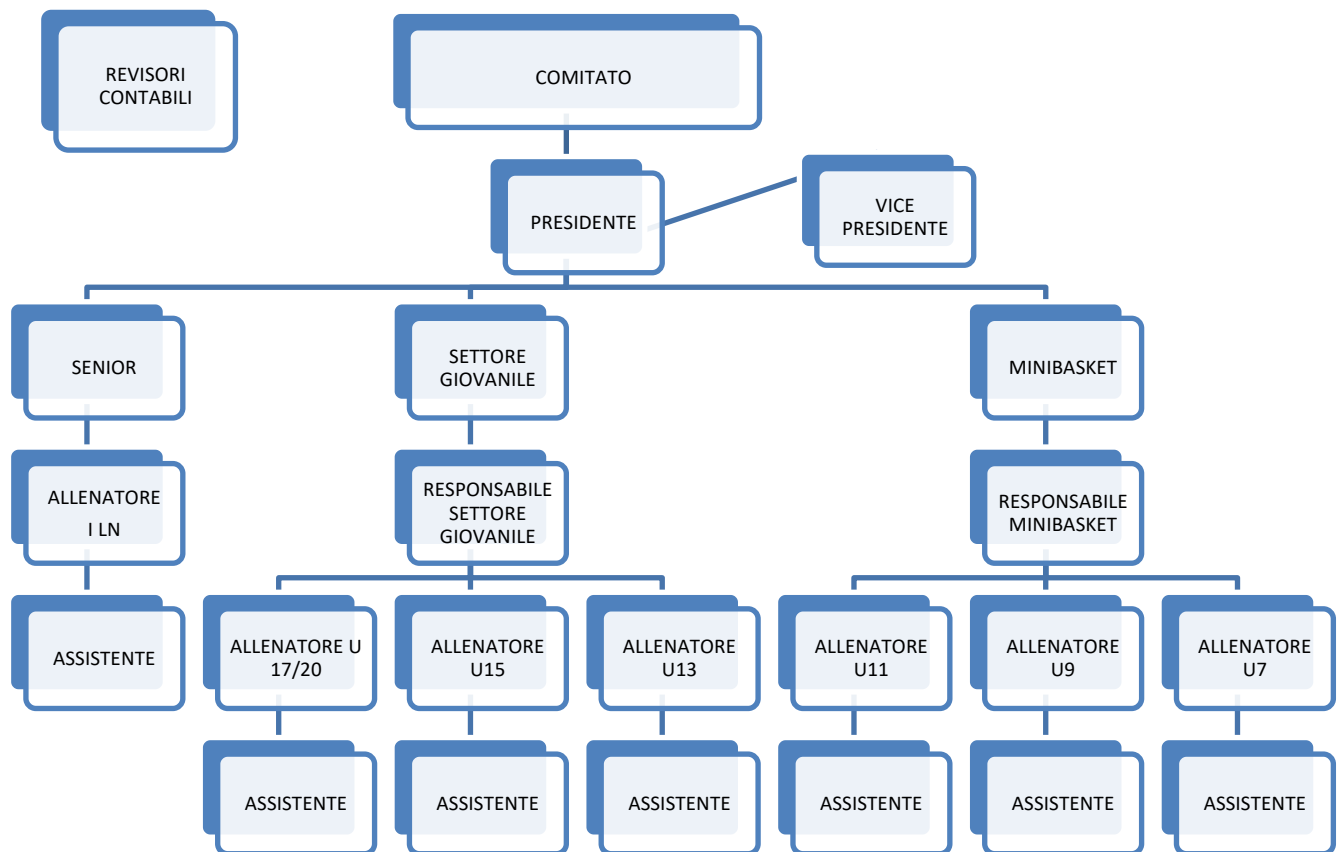 REVISORI
CONTABILI
COMITATO
PRESIDENTE
VICE
PRESIDENTE
SENIOR
SETTORE
GIOVANILE
MINIBASKET
ALLENATORE
I LN
RESPONSABILE
SETTORE
GIOVANILE
RESPONSABILE
MINIBASKET
ASSISTENTE
ALLENATORE U
17/20
ALLENATORE
U15
ALLENATORE
U13
ALLENATORE
U11
ALLENATORE
U9
ALLENATORE
U7
ASSISTENTE
ASSISTENTE
ASSISTENTE
ASSISTENTE
ASSISTENTE
ASSISTENTE